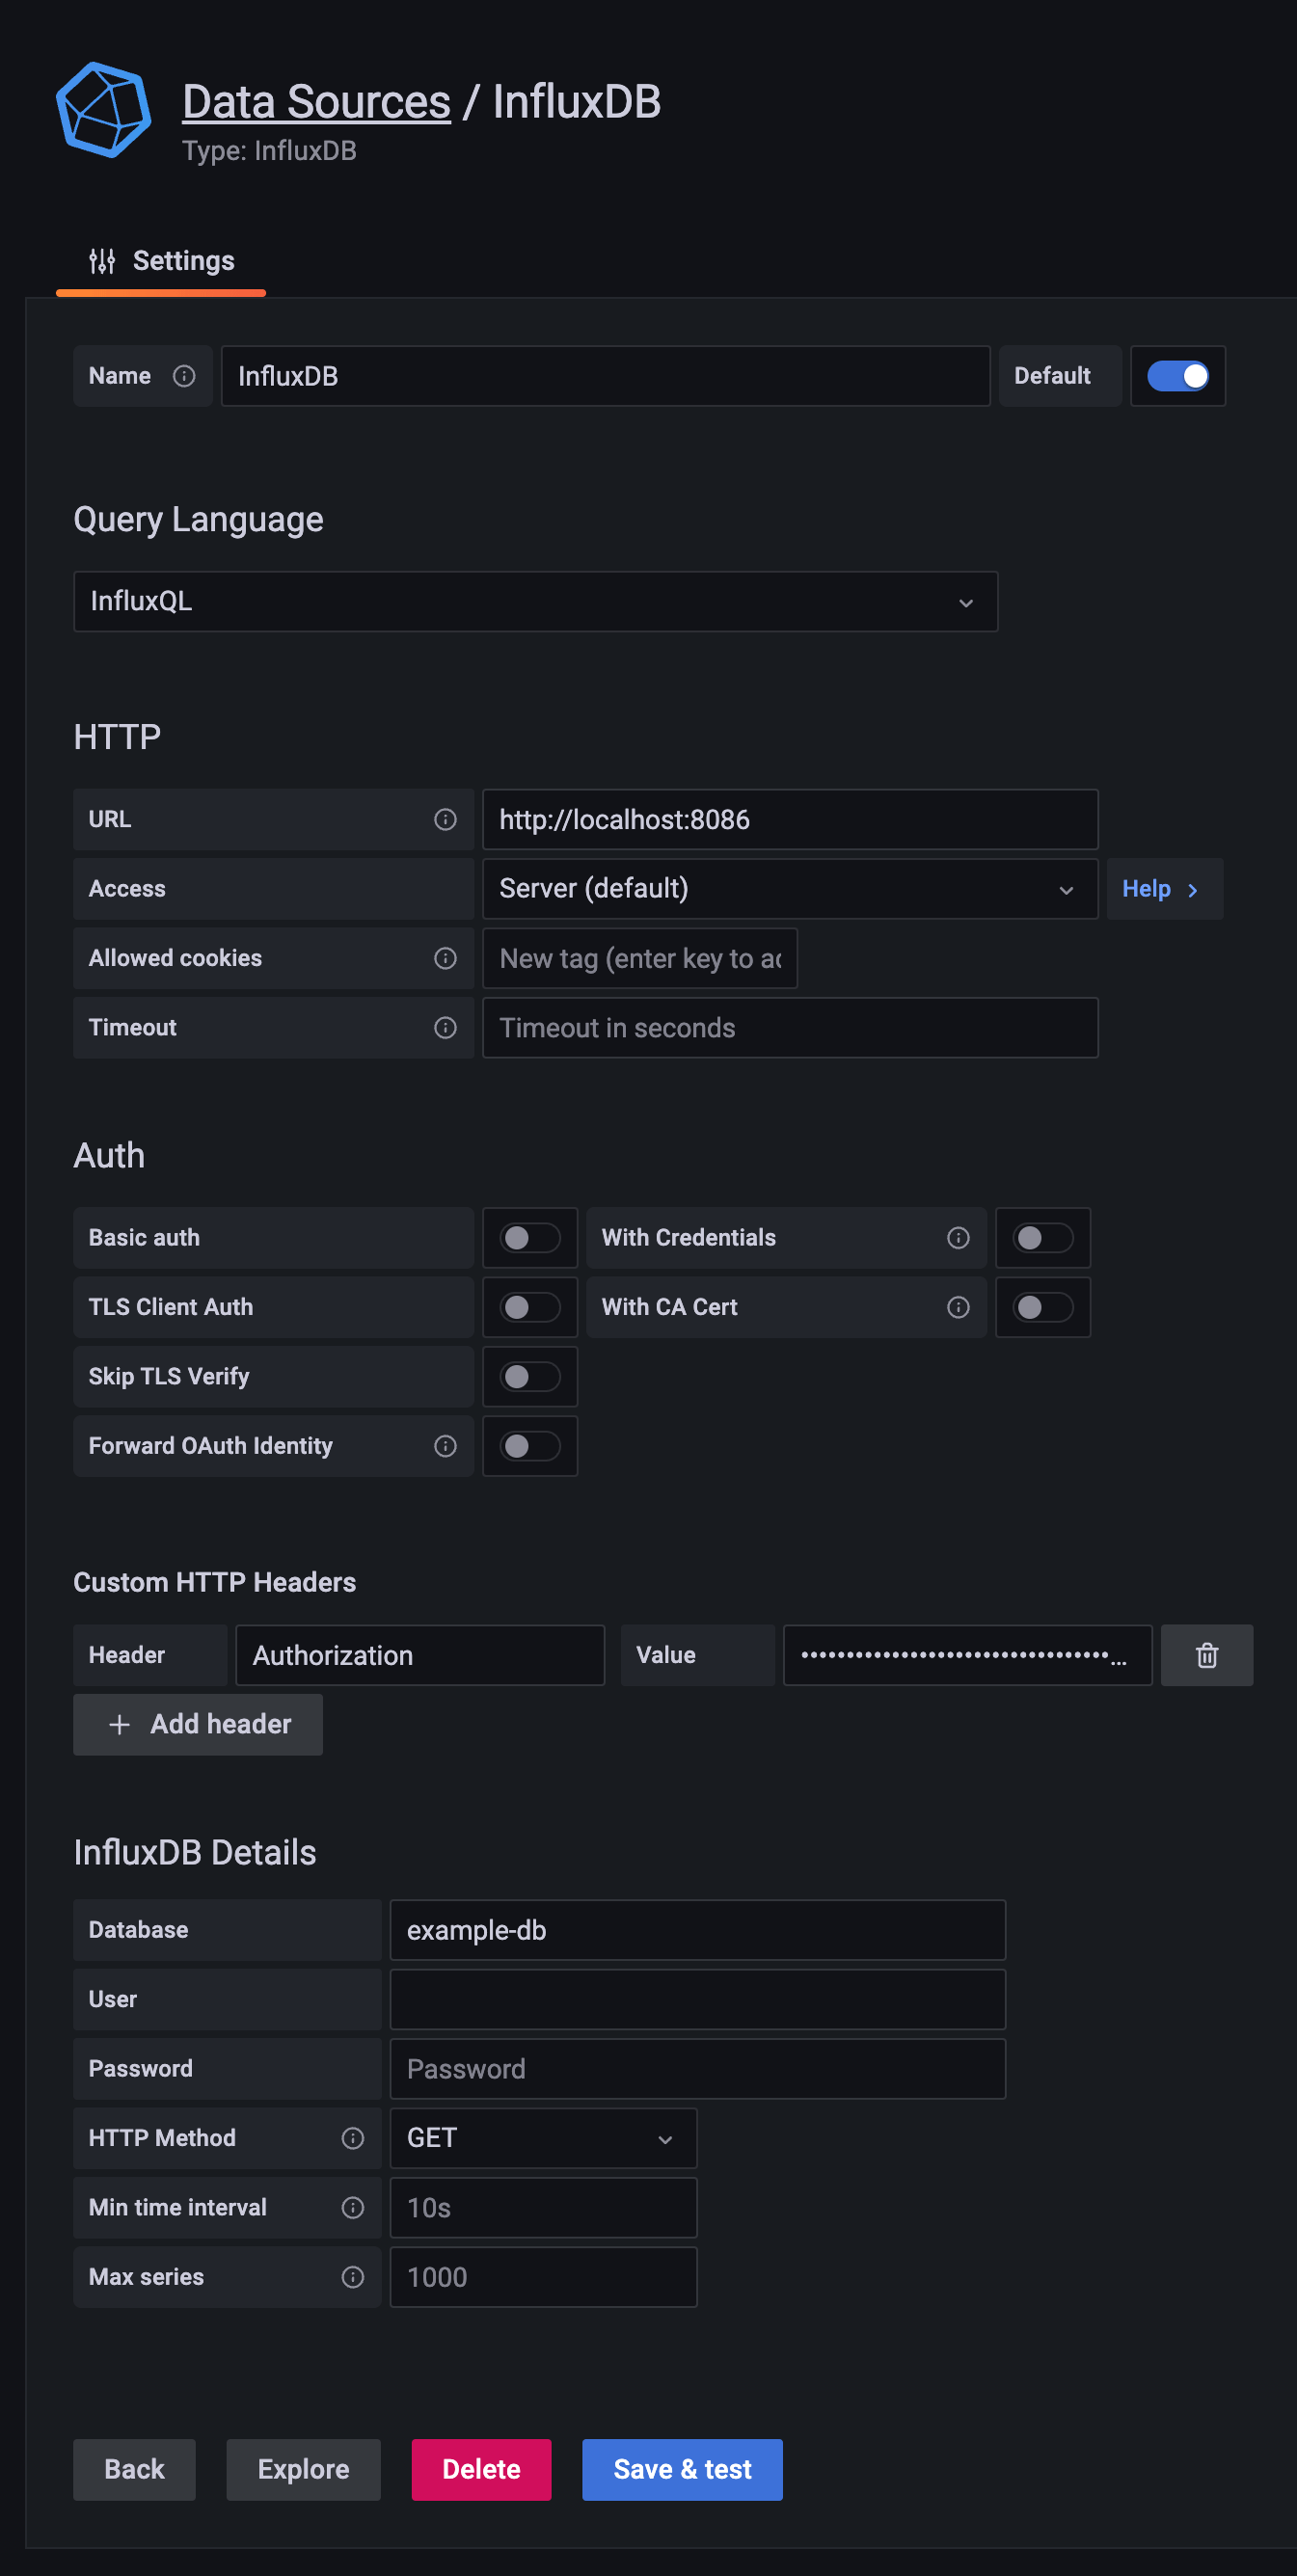 Data Sources / InfluxDB
Type: InfluxDB
Settings
Name InfluxDB Default
Query Language
InfluxQL
HTTP
URL http://localhost:8086
Access Server (default) Help
Allowed cookies New tag (enter key to ac
Timeout Timeout in seconds
Auth
Basic auth With Credentials
TLS Client Auth With CA Cert
Skip TLS Verify
Forward OAuth Identity
Custom HTTP Headers
Header Authorization Value ••••••••••••••••••••••••••••••••••...
Add header
InfluxDB Details
Database example-db
User
Password Password
HTTP Method GET
Min time interval 10s
Max series 1000
Back Explore Delete Save & test